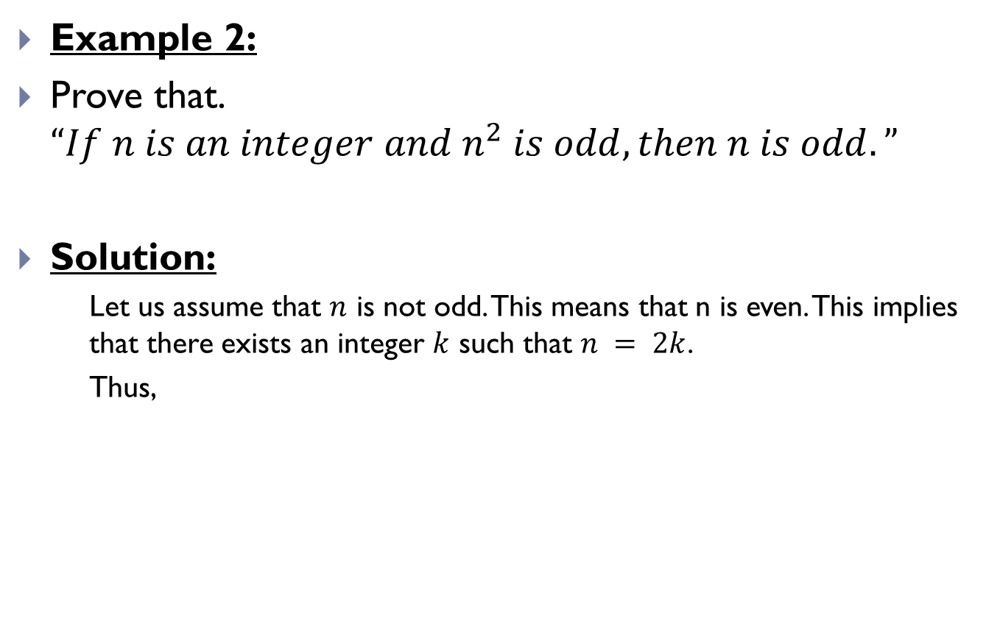 Example 2:
Prove that.
“If n is an integer and n² is odd, then n is odd.”
Solution:
Let us assume that n is not odd. This means that n is even. This implies
that there exists an integer k such that n = 2k.
Thus,